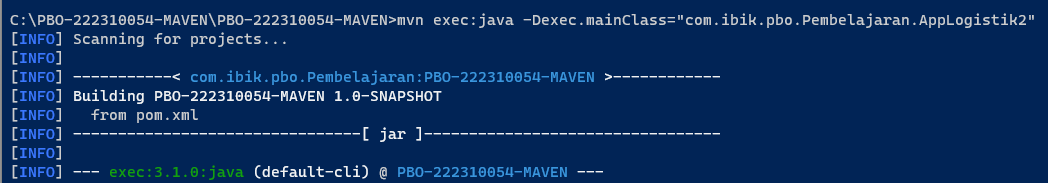 C:\PBO-222310054-MAVEN\PBO-222310054-MAVEN>mvn exec:java -Dexec.mainClass="com.ibik.pbo.Pembelajaran.AppLogistik2"
[INFO] Scanning for projects...
[INFO]
[INFO] -----------< com.ibik.pbo.Pembelajaran:PBO-222310054-MAVEN >------------
[INFO] Building PBO-222310054-MAVEN 1.0-SNAPSHOT
[INFO]   from pom.xml
[INFO] --------------------------------[ jar ]---------------------------------
[INFO]
[INFO] --- exec:3.1.0:java (default-cli) @ PBO-222310054-MAVEN ---